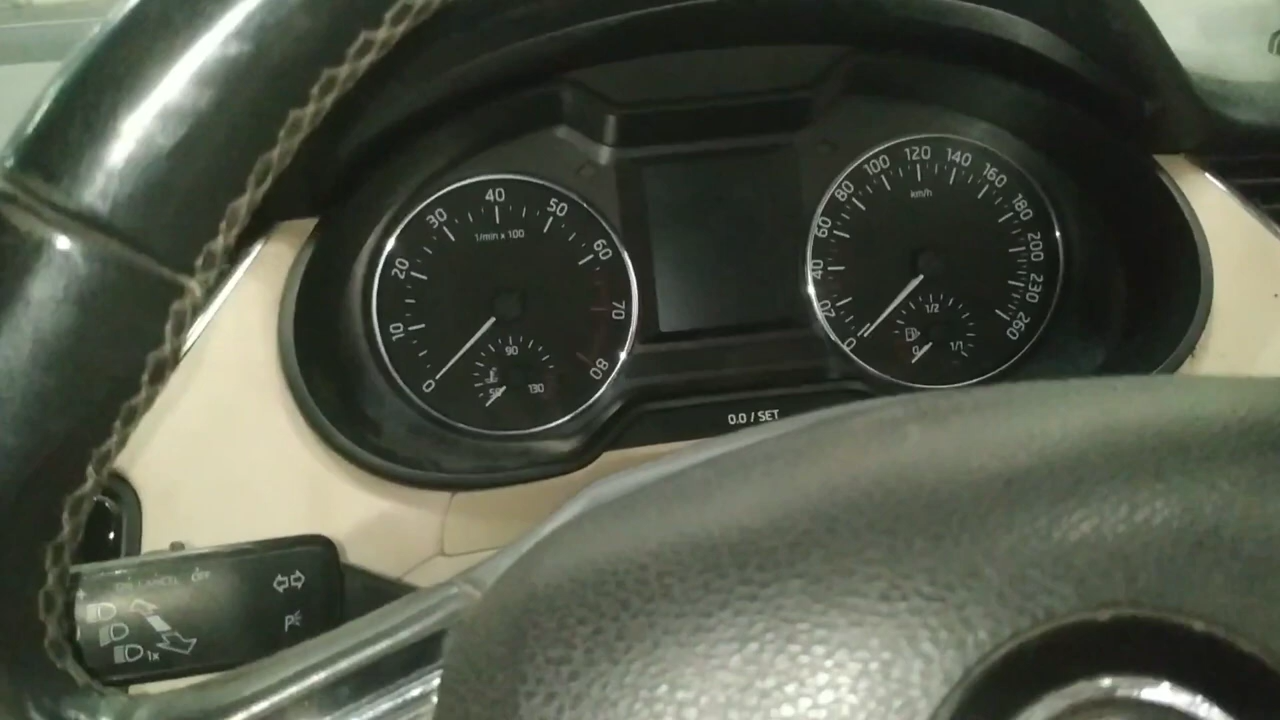 0 10 20 30 40 50 60 70 80
1/min x 100
50 90 130
0 20 40 60 80 100 120 140 160 180 200 230 260
km/h
0 1/2 1/1
0.0 / SET
CANCEL OFF
P
1x